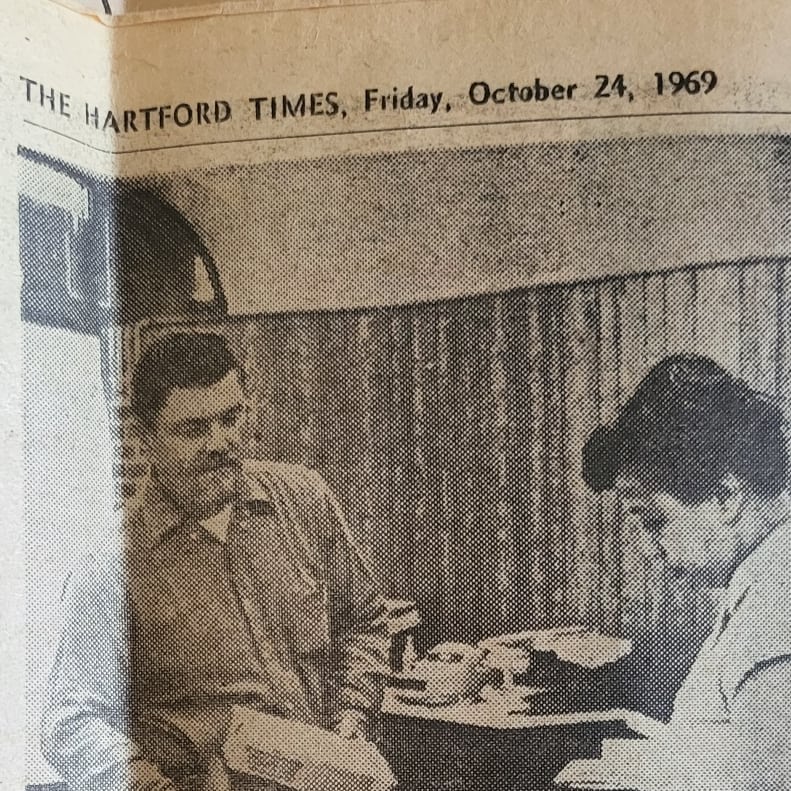 THE HARTFORD TIMES, Friday, October 24, 1969